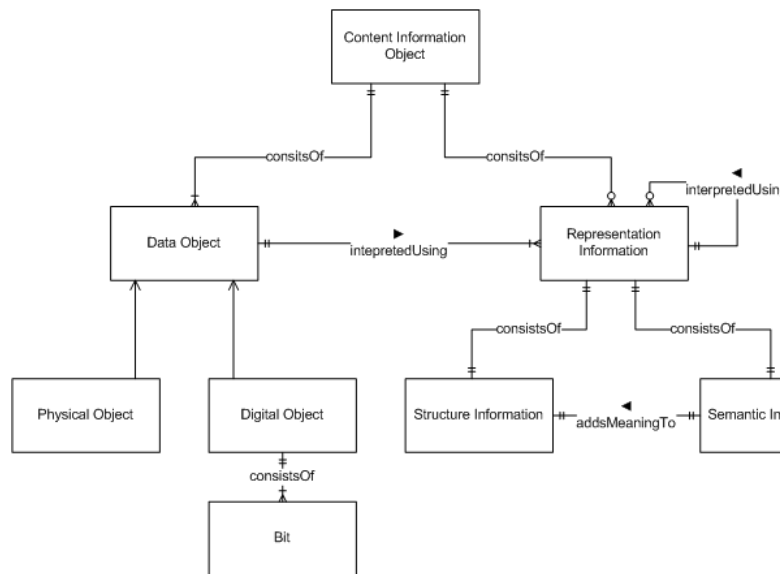 Content Information
Object
consitsOf
consitsOf
interpretedUsin
Data Object
intepretedUsing
Representation
Information
consistsOf
consistsOf
Physical Object
Digital Object
Structure Information
addsMeaningTo
Semantic In
consistsOf
Bit